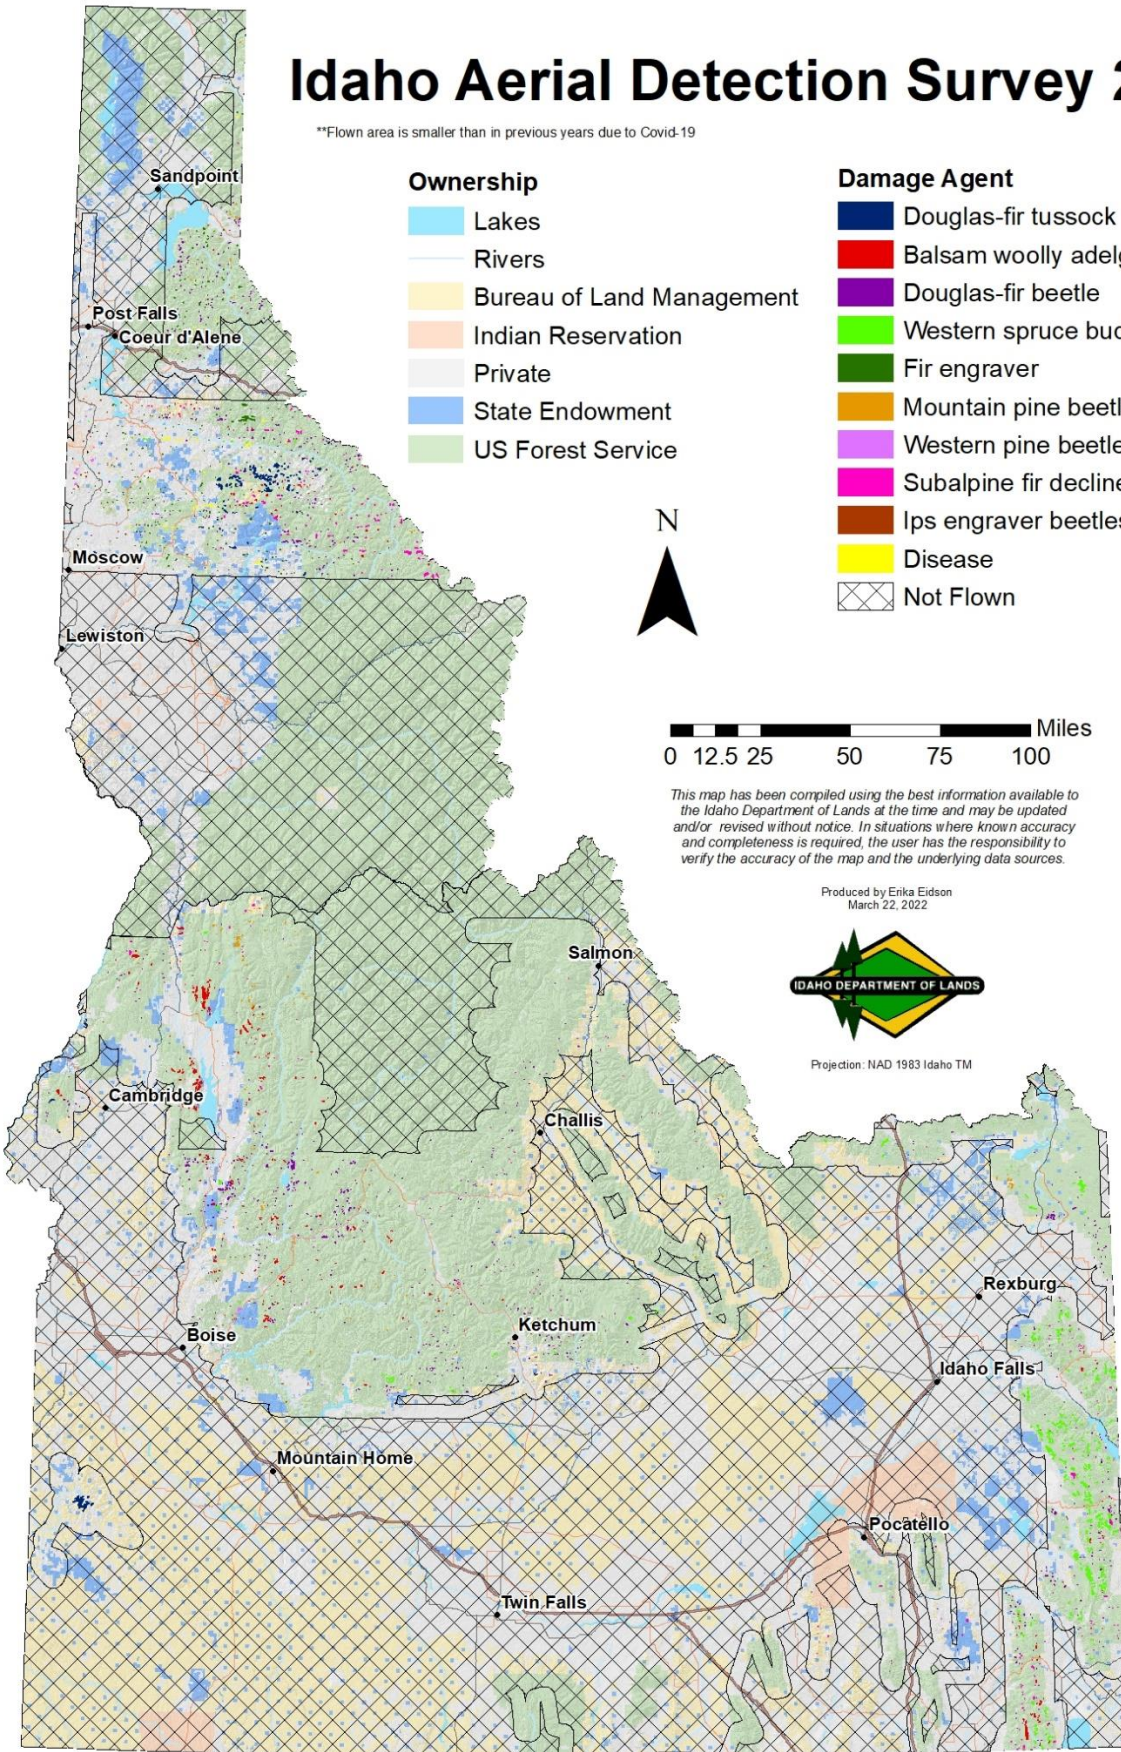 Idaho Aerial Detection Survey
**Flown area is smaller than in previous years due to Covid-19
Ownership
Lakes
Rivers
Bureau of Land Management
Indian Reservation
Private
State Endowment
US Forest Service
Damage Agent
Douglas-fir tussock
Balsam woolly adelg
Douglas-fir beetle
Western spruce bud
Fir engraver
Mountain pine beetl
Western pine beetle
Subalpine fir decline
Ips engraver beetles
Disease
Not Flown
N
Miles
0 12.5 25 50 75 100
This map has been compiled using the best information available to
the Idaho Department of Lands at the time and may be updated
and/or revised without notice. In situations where known accuracy
and completeness is required, the user has the responsibility to
verify the accuracy of the map and the underlying data sources.
Produced by Erika Eidson
March 22, 2022
IDAHO DEPARTMENT OF LANDS
Projection: NAD 1983 Idaho TM
Sandpoint
Post Falls
Coeur d'Alene
Moscow
Lewiston
Salmon
Cambridge
Challis
Rexburg
Ketchum
Boise
Idaho Falls
Mountain Home
Pocatello
Twin Falls